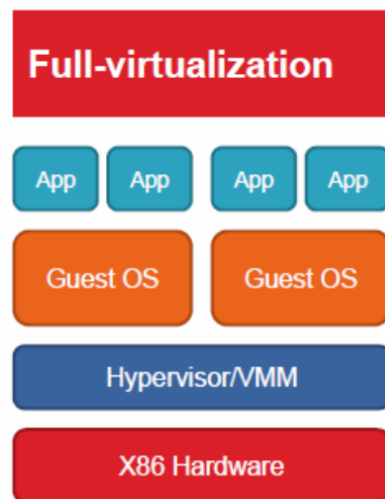 Full-virtualization
App App App App
Guest OS Guest OS
Hypervisor/VMM
X86 Hardware